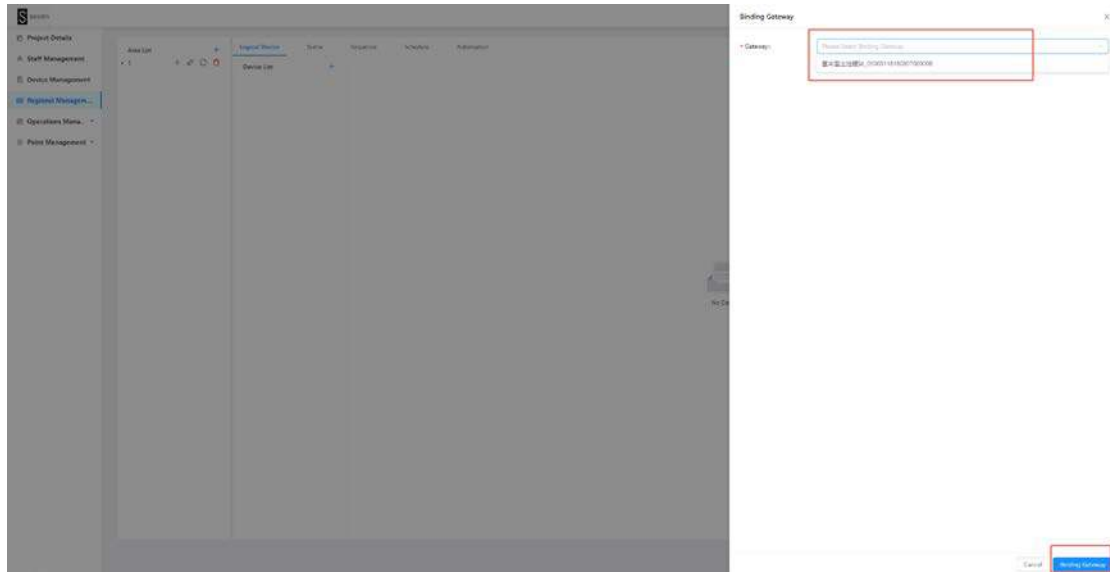 S
Project Details
Staff Management
Device Management
Regional Managem...
Operations Mana...
Point Management
Area List
1
Logical Device
Scene
Sequence
Schedule
Automation
Device List
Binding Gateway
* Gateway:
Please Select Binding Gateway
Cancel
Binding Gateway